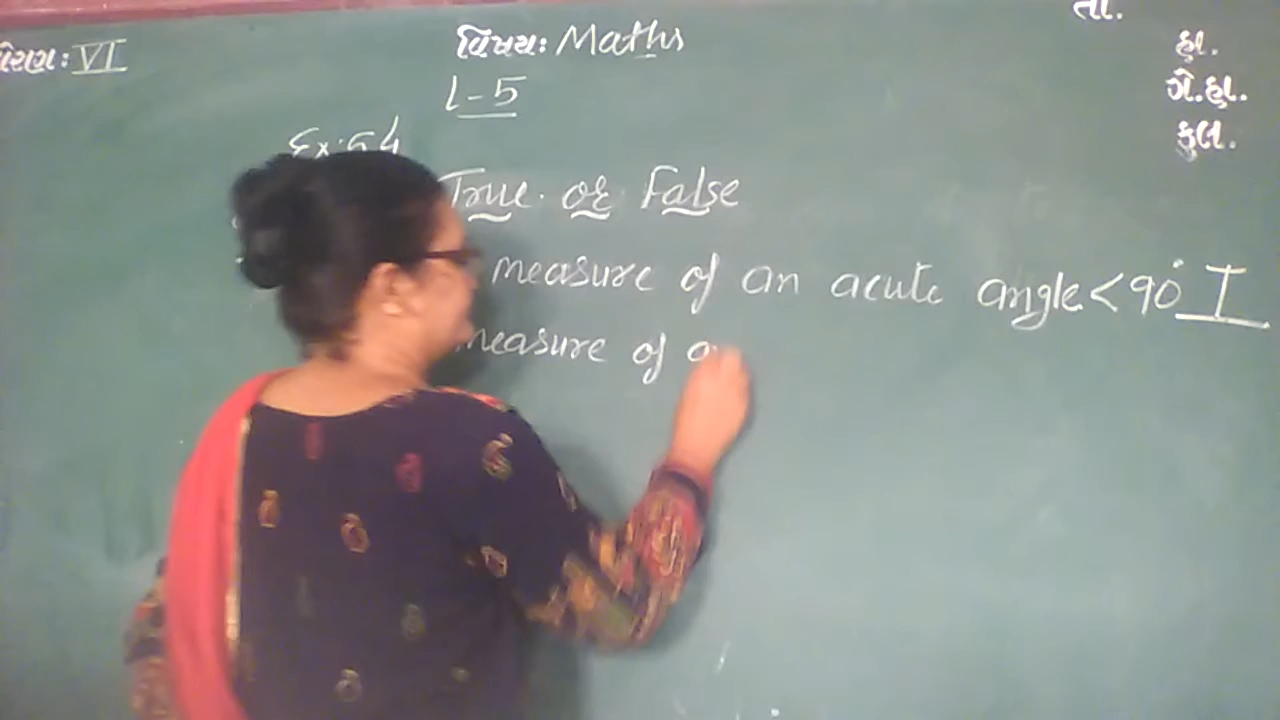 તા.
ધોરણ: VI
વિષય: Maths
હા.
L-5
ગે.હા.
Ex: 5.4
કુલ.
True. or False
measure of an acute angle < 90° T
measure of